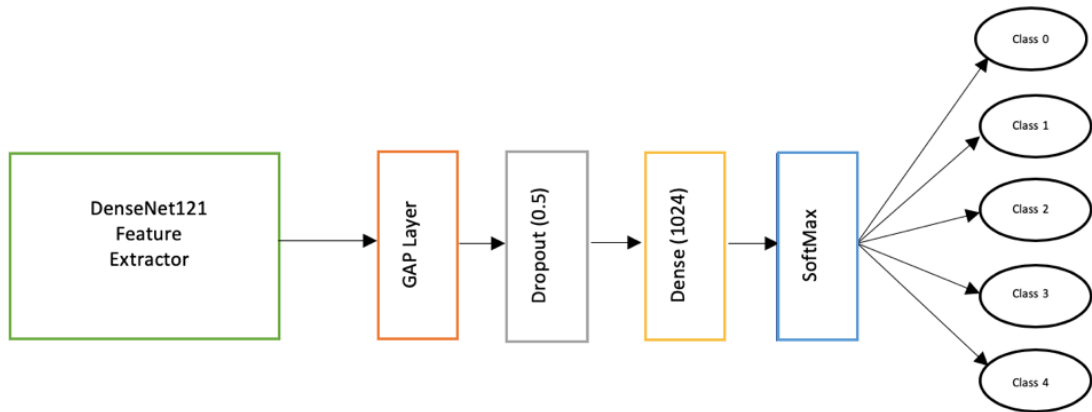 DenseNet121
Feature
Extractor
GAP Layer
Dropout (0.5)
Dense (1024)
SoftMax
Class 0
Class 1
Class 2
Class 3
Class 4